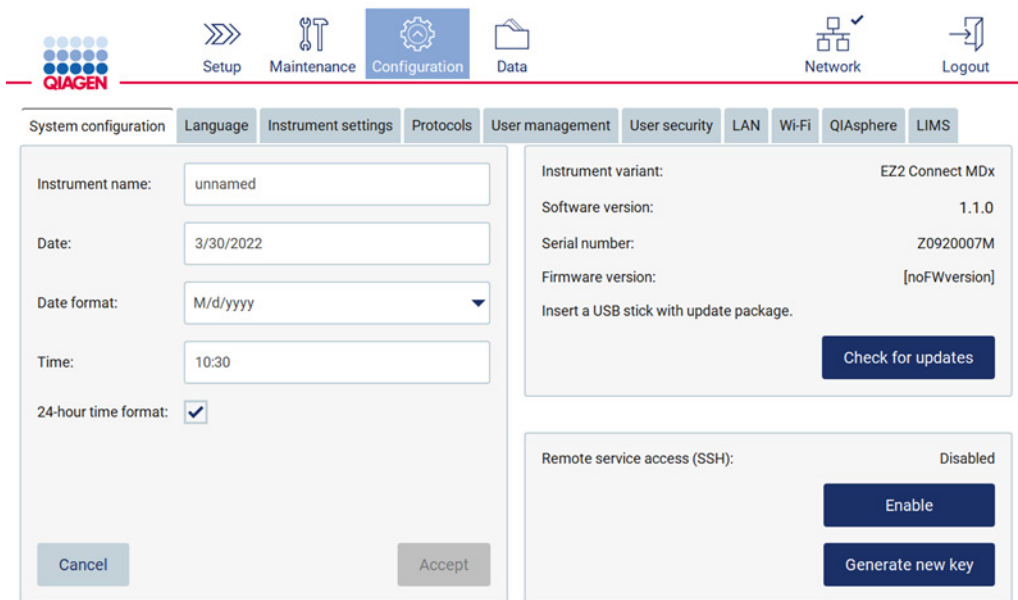 QIAGEN
Setup
Maintenance
Configuration
Data
Network
Logout
System configuration
Language
Instrument settings
Protocols
User management
User security
LAN
Wi-Fi
QIAsphere
LIMS
Instrument name:
unnamed
Date:
3/30/2022
Date format:
M/d/yyyy
Time:
10:30
24-hour time format:
Cancel
Accept
Instrument variant:
EZ2 Connect MDx
Software version:
1.1.0
Serial number:
Z0920007M
Firmware version:
[noFWversion]
Insert a USB stick with update package.
Check for updates
Remote service access (SSH):
Disabled
Enable
Generate new key